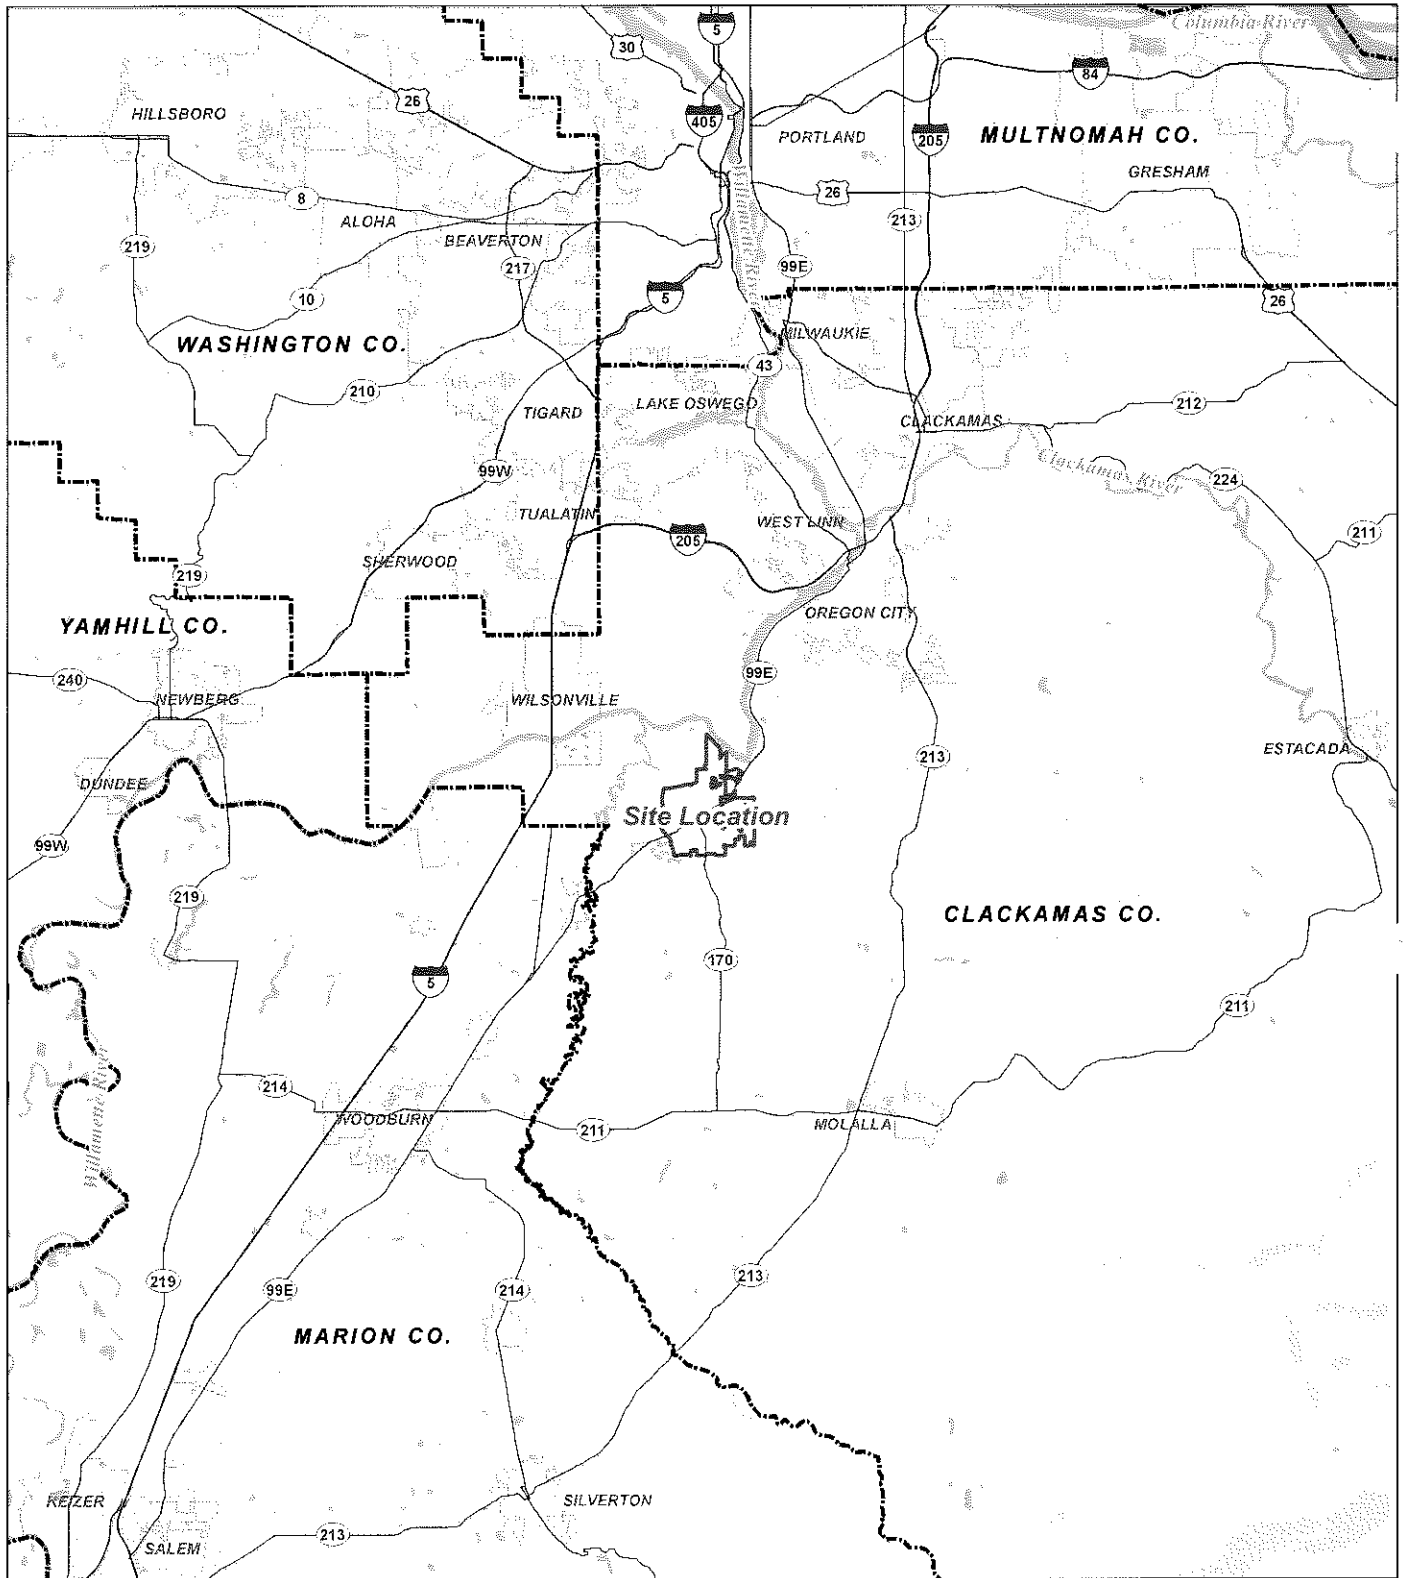 Columbia River
5
30
84
26
HILLSBORO
405
PORTLAND
205
MULTNOMAH CO.
GRESHAM
8
26
ALOHA
213
219
BEAVERTON
Willamette River
217
99E
10
5
26
WASHINGTON CO.
MILWAUKIE
43
210
LAKE OSWEGO
212
TIGARD
CLACKAMAS
99W
Clackamas River
224
TUALATIN
WEST LINN
205
211
SHERWOOD
219
OREGON CITY
YAMHILL CO.
240
99E
NEWBERG
WILSONVILLE
ESTACADA
213
DUNDEE
Site Location
99W
219
CLACKAMAS CO.
170
5
211
214
Willamette River
WOODBURN
211
MOLALLA
219
99E
214
213
MARION CO.
KEIZER
SILVERTON
213
SALEM